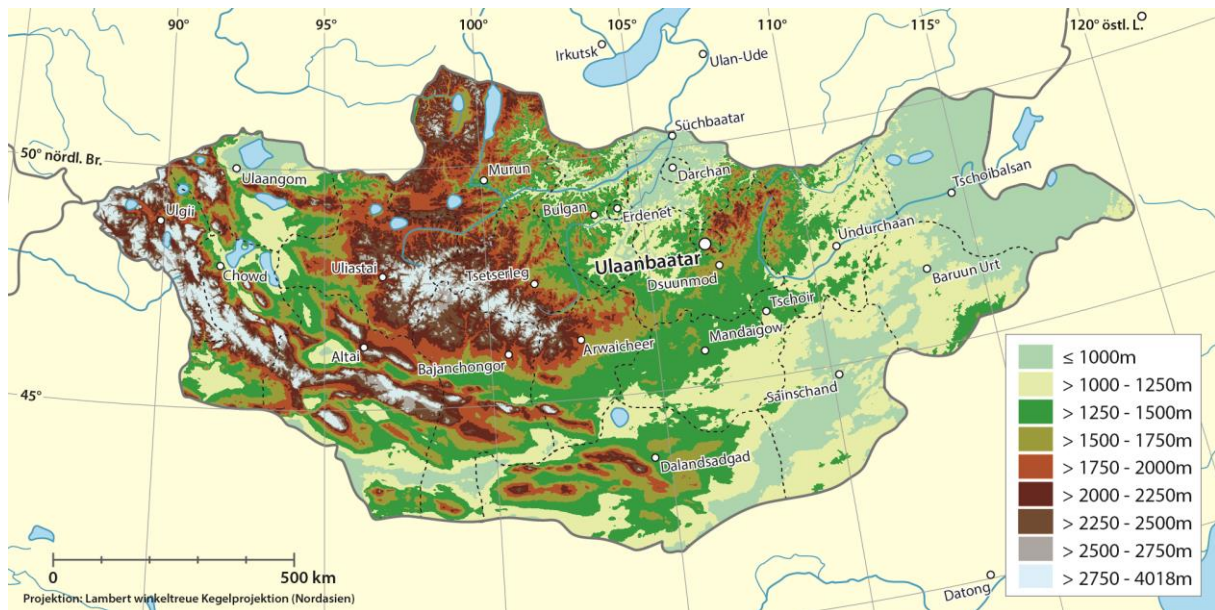 90°
95°
100°
105°
110°
115°
120° östl. L.
Irkutsk
Ulan-Ude
Süchbaatar
50° nördl. Br.
Ulaangom
Murun
Darchan
Tschoibalsan
Ulgii
Bulgan
Erdenet
Undurchaan
Chowd
Uliastai
Tsetserleg
Ulaanbaatar
Dsuunmod
Baruun Urt
Tschoir
Altai
Bajanchongor
Arwaicheer
Mandaigow
45°
Sainschand
Dalandsadgad
≤ 1000m
> 1000 - 1250m
> 1250 - 1500m
> 1500 - 1750m
> 1750 - 2000m
> 2000 - 2250m
> 2250 - 2500m
> 2500 - 2750m
> 2750 - 4018m
0
500 km
Datong
Projektion: Lambert winkeltreue Kegelprojektion (Nordasien)